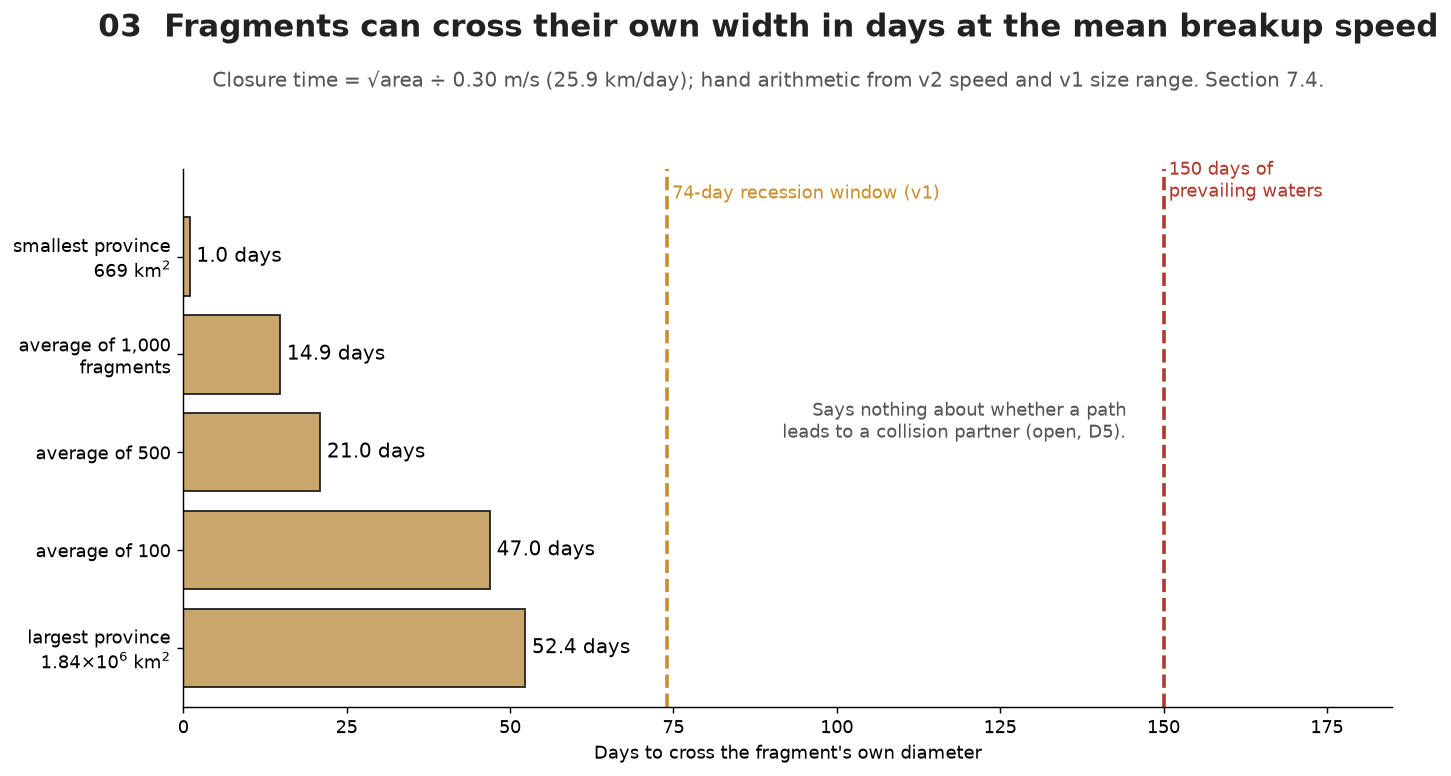 03 Fragments can cross their own width in days at the mean breakup speed
Closure time = √area ÷ 0.30 m/s (25.9 km/day); hand arithmetic from v2 speed and v1 size range. Section 7.4.
150 days of
prevailing waters
74-day recession window (v1)
smallest province
669 km²
1.0 days
average of 1,000
fragments
14.9 days
Says nothing about whether a path
leads to a collision partner (open, D5).
average of 500
21.0 days
average of 100
47.0 days
largest province
1.84×10⁶ km²
52.4 days
0 25 50 75 100 125 150 175
Days to cross the fragment's own diameter